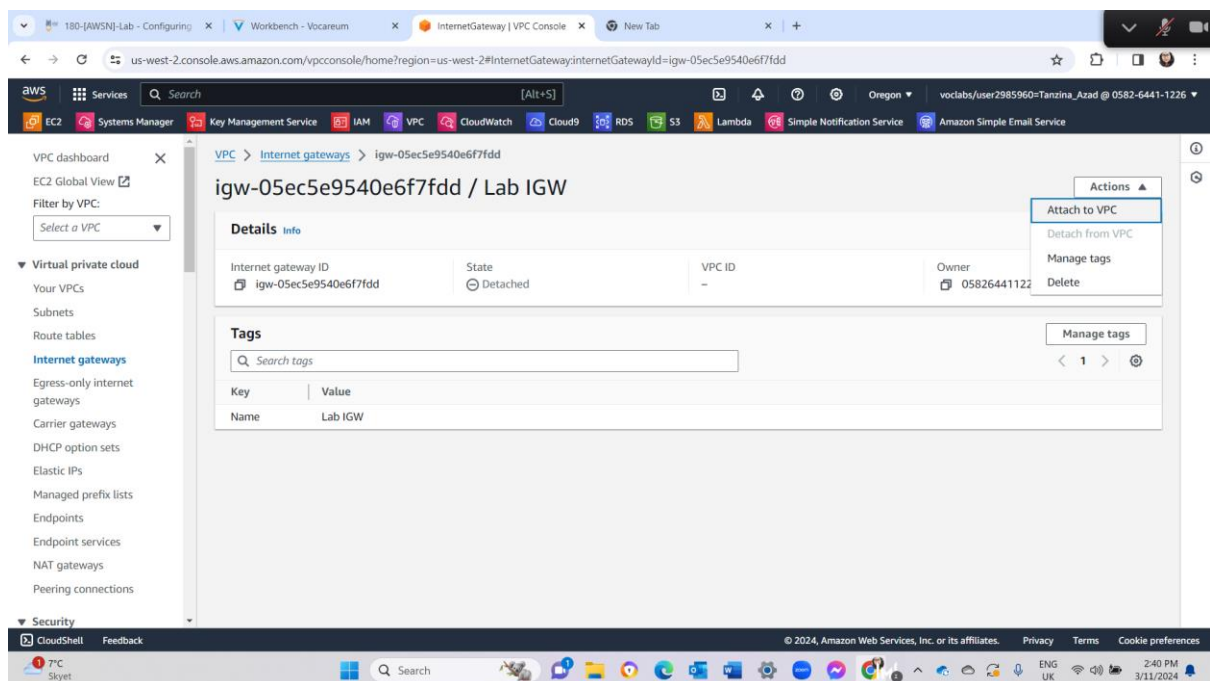 180-[AWSN]-Lab - Configuring
Workbench - Vocareum
InternetGateway | VPC Console
New Tab
us-west-2.console.aws.amazon.com/vpcconsole/home?region=us-west-2#InternetGateway:internetGatewayId=igw-05ec5e9540e6f7fdd
aws
Services
Search
[Alt+S]
Oregon
voclabs/user2985960=Tanzina_Azad @ 0582-6441-1226
EC2
Systems Manager
Key Management Service
IAM
VPC
CloudWatch
Cloud9
RDS
S3
Lambda
Simple Notification Service
Amazon Simple Email Service
VPC dashboard
EC2 Global View
Filter by VPC:
Select a VPC
Virtual private cloud
Your VPCs
Subnets
Route tables
Internet gateways
Egress-only internet
gateways
Carrier gateways
DHCP option sets
Elastic IPs
Managed prefix lists
Endpoints
Endpoint services
NAT gateways
Peering connections
Security
VPC > Internet gateways > igw-05ec5e9540e6f7fdd
igw-05ec5e9540e6f7fdd / Lab IGW
Actions
Attach to VPC
Detach from VPC
Manage tags
Delete
Details Info
Internet gateway ID
igw-05ec5e9540e6f7fdd
State
Detached
VPC ID
–
Owner
05826441122
Tags
Manage tags
Search tags
1
Key Value
Name Lab IGW
CloudShell Feedback
© 2024, Amazon Web Services, Inc. or its affiliates. Privacy Terms Cookie preferences
1
7°C
Skyet
Search
ENG
UK
2:40 PM
3/11/2024